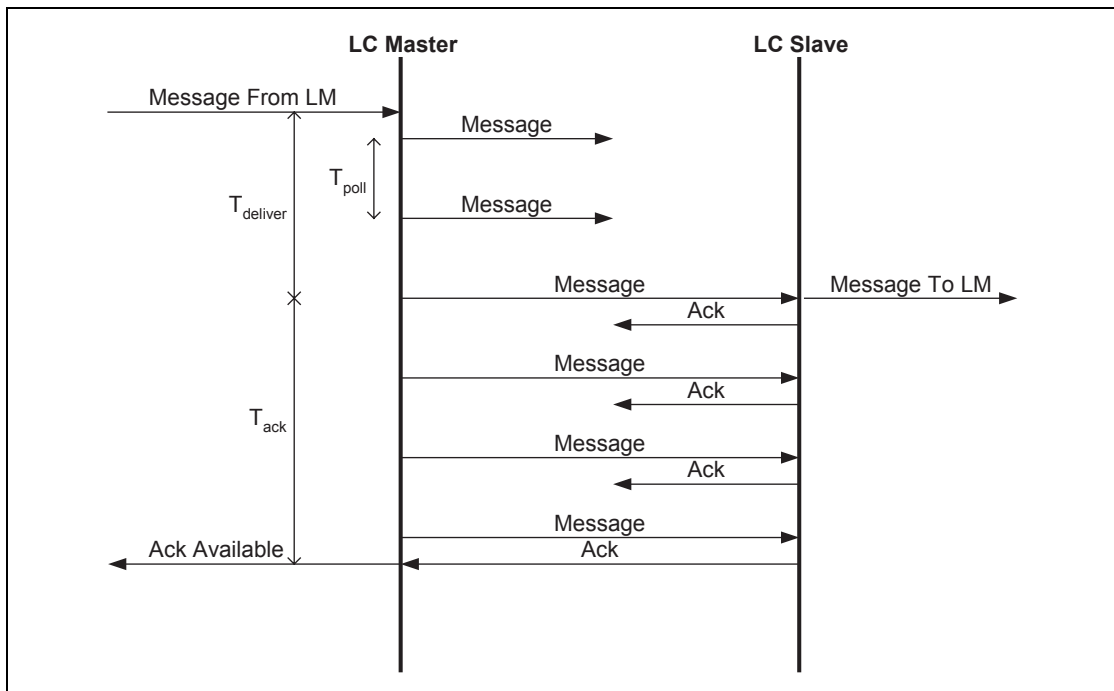 LC Master
LC Slave
Message From LM
Message
T_poll
Message
T_deliver
Message
Message To LM
Ack
Message
Ack
T_ack
Message
Ack
Message
Ack Available
Ack